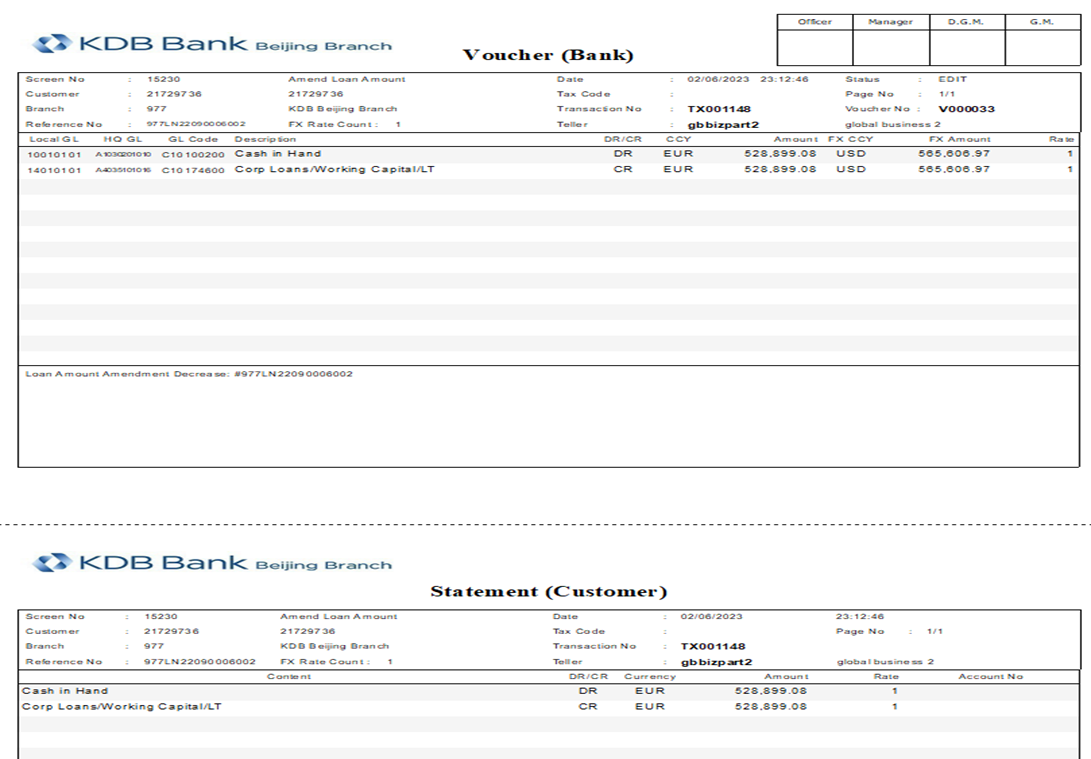 Officer Manager D.G.M. G.M.
KDB Bank Beijing Branch
Voucher (Bank)
Screen No : 15230 Amend Loan Amount Date : 02/06/2023 23:12:46 Status : EDIT
Customer : 21729736 21729736 Tax Code : Page No : 1/1
Branch : 977 KDB Beijing Branch Transaction No : TX001148 Voucher No : V000033
Reference No : 977LN22090006002 FX Rate Count : 1 Teller : gbbizpart2 global business 2
Local GL HQ GL GL Code Description DR/CR CCY Amount FX CCY FX Amount Rate
10010101 A1030201010 C10100200 Cash in Hand DR EUR 528,899.08 USD 565,606.97 1
14010101 A4035101016 C10174600 Corp Loans/Working Capital/LT CR EUR 528,899.08 USD 565,606.97 1
Loan Amount Amendment Decrease: #977LN22090006002
KDB Bank Beijing Branch
Statement (Customer)
Screen No : 15230 Amend Loan Amount Date : 02/06/2023 23:12:46
Customer : 21729736 21729736 Tax Code : Page No : 1/1
Branch : 977 KDB Beijing Branch Transaction No : TX001148
Reference No : 977LN22090006002 FX Rate Count : 1 Teller : gbbizpart2 global business 2
Content DR/CR Currency Amount Rate Account No
Cash in Hand DR EUR 528,899.08 1
Corp Loans/Working Capital/LT CR EUR 528,899.08 1